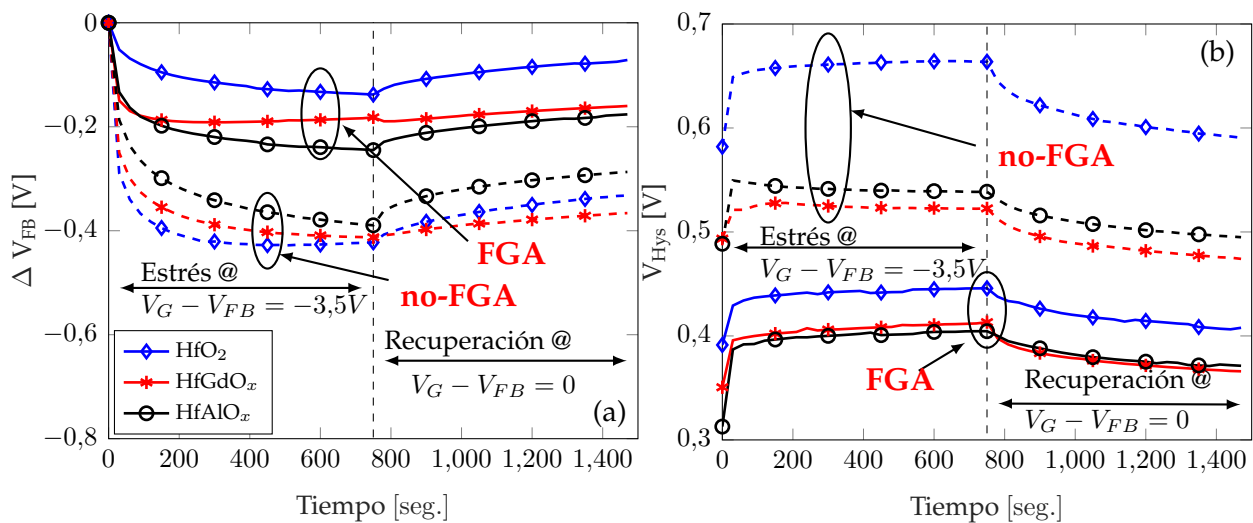 0
−0,2
−0,4
−0,6
−0,8
Δ V_FB [V]
FGA
Estrés @
V_G − V_FB = −3,5V
no-FGA
Recuperación @
V_G − V_FB = 0
HfO₂
HfGdOₓ
HfAlOₓ
(a)
0 200 400 600 800 1,000 1,200 1,400
Tiempo [seg.]
0,7
0,6
0,5
0,4
0,3
V_Hys [V]
(b)
no-FGA
Estrés @
V_G − V_FB = −3,5V
FGA
Recuperación @
V_G − V_FB = 0
0 200 400 600 800 1,000 1,200 1,400
Tiempo [seg.]